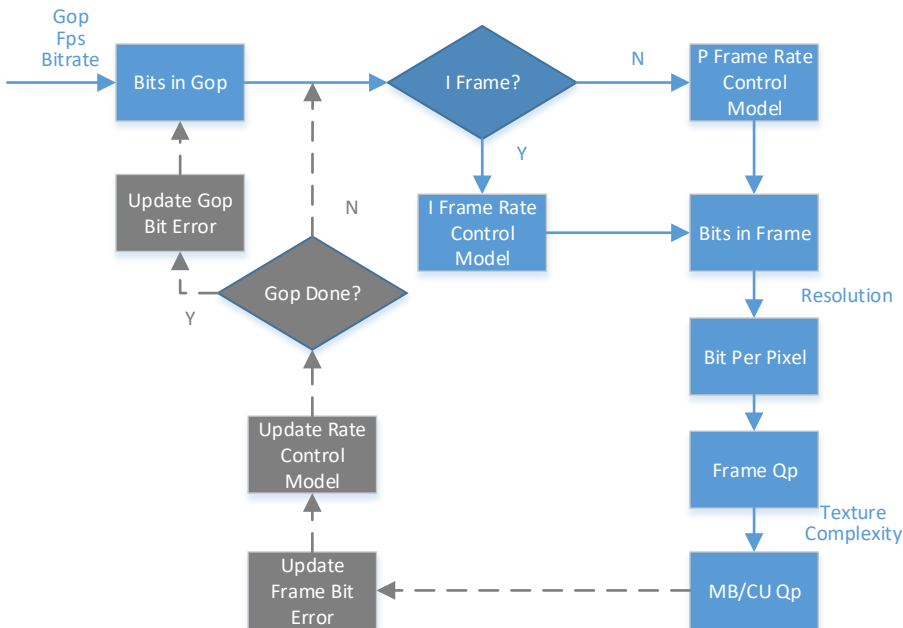 Gop
Fps
Bitrate
Bits in Gop
I Frame?
N
P Frame Rate
Control
Model
Y
Update Gop
Bit Error
N
I Frame Rate
Control
Model
Bits in Frame
Gop Done?
Y
Resolution
Bit Per Pixel
Update Rate
Control
Model
Frame Qp
Texture
Complexity
Update
Frame Bit
Error
MB/CU Qp